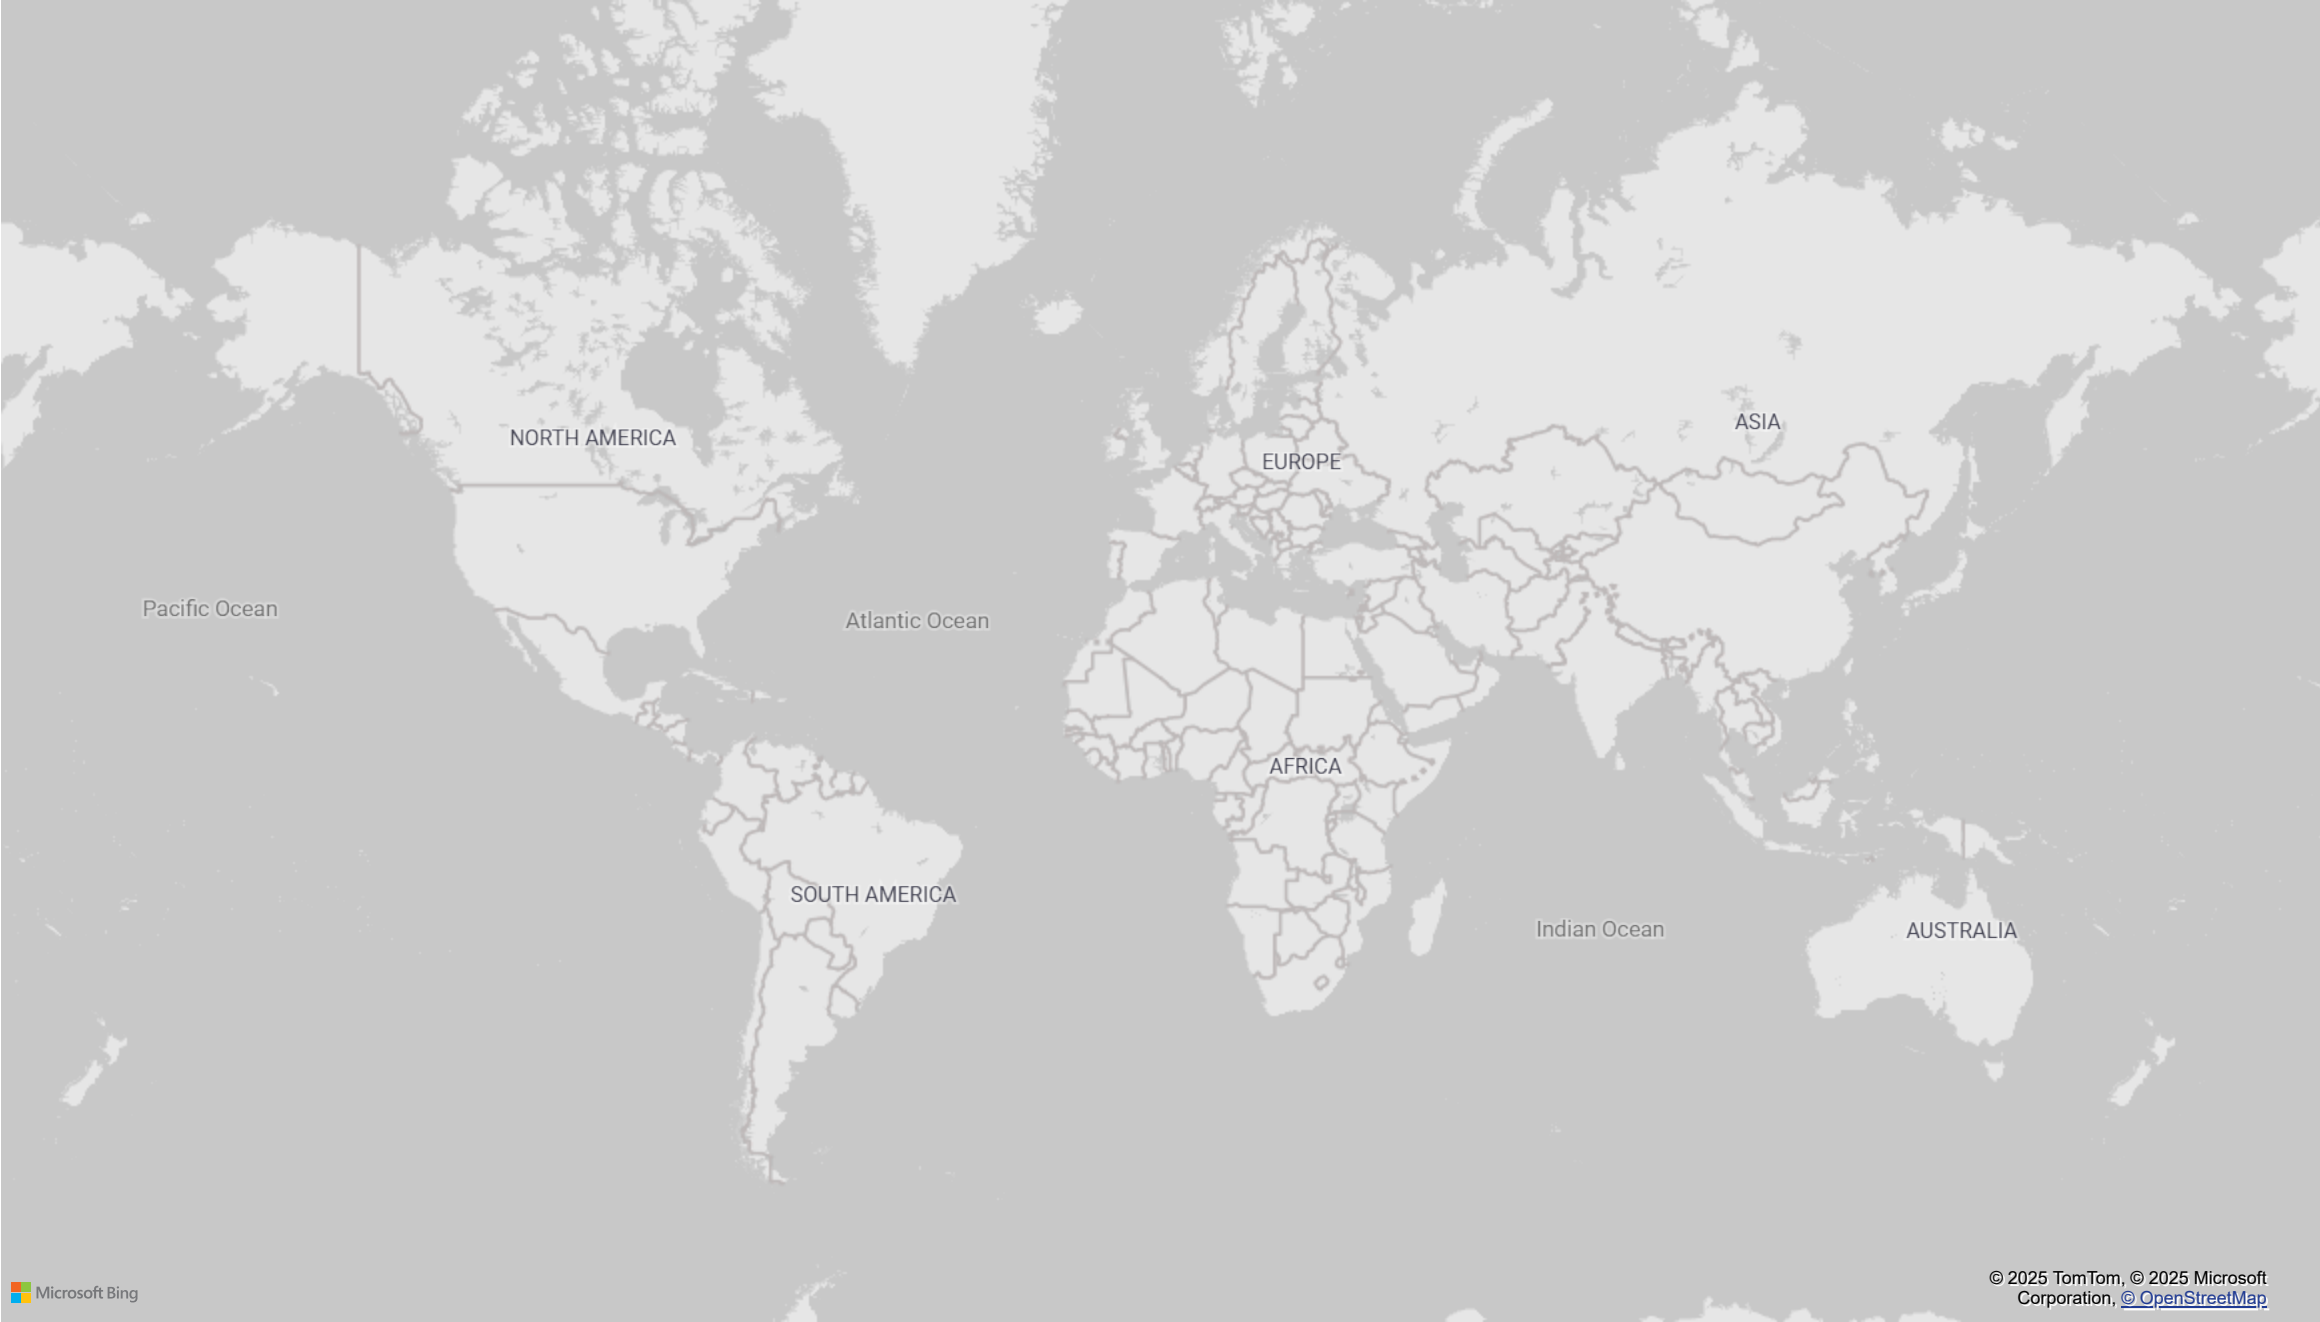 ASIA
NORTH AMERICA
EUROPE
Pacific Ocean
Atlantic Ocean
AFRICA
SOUTH AMERICA
Indian Ocean
AUSTRALIA
Microsoft Bing
© 2025 TomTom, © 2025 Microsoft
Corporation, © OpenStreetMap